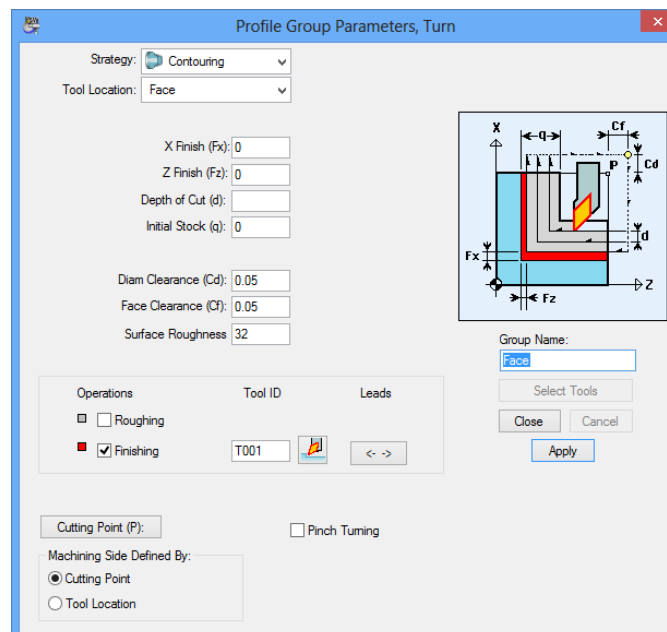 Profile Group Parameters, Turn
x
Strategy: Contouring
Tool Location: Face
X Finish (Fx): 0
Z Finish (Fz): 0
Depth of Cut (d):
Initial Stock (q): 0
Diam Clearance (Cd): 0.05
Face Clearance (Cf): 0.05
Surface Roughness 32
X
q
Cf
P
Cd
d
Fx
Z
Fz
Group Name:
Face
Select Tools
Close Cancel
Apply
Operations Tool ID Leads
Roughing
Finishing T001 <- ->
Cutting Point (P):
Pinch Turning
Machining Side Defined By:
Cutting Point
Tool Location